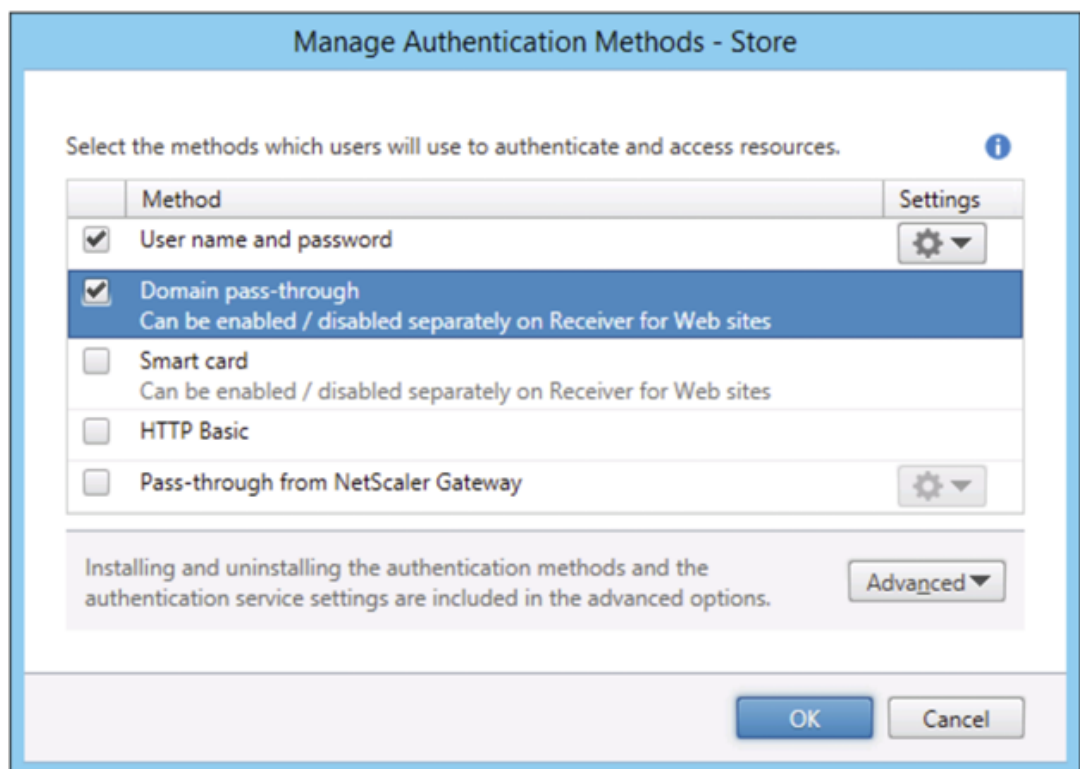 Manage Authentication Methods - Store
Select the methods which users will use to authenticate and access resources.
Method Settings
User name and password
Domain pass-through
Can be enabled / disabled separately on Receiver for Web sites
Smart card
Can be enabled / disabled separately on Receiver for Web sites
HTTP Basic
Pass-through from NetScaler Gateway
Installing and uninstalling the authentication methods and the
authentication service settings are included in the advanced options.
Advanced
OK Cancel